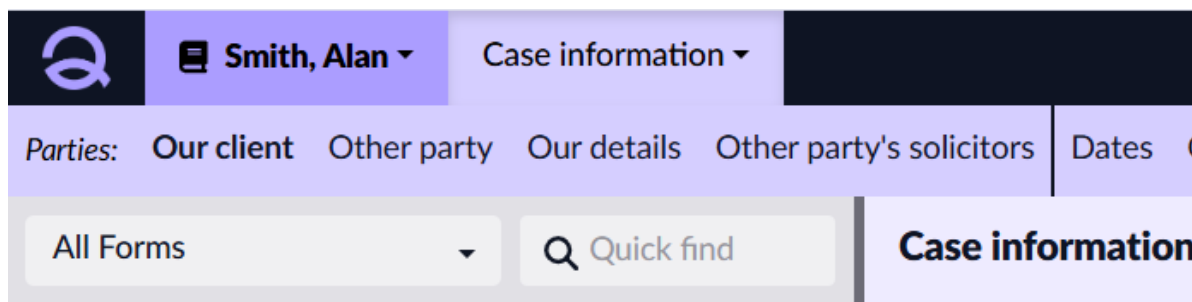 Smith, Alan Case information
Parties: Our client Other party Our details Other party's solicitors Dates
All Forms Quick find Case information